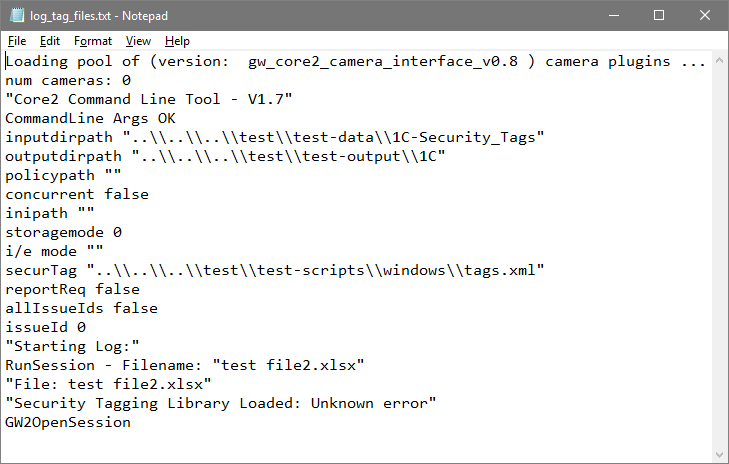 log_tag_files.txt - Notepad
File Edit Format View Help
Loading pool of (version:  gw_core2_camera_interface_v0.8 ) camera plugins ...
num cameras: 0
"Core2 Command Line Tool - V1.7"
CommandLine Args OK
inputdirpath "..\\..\\..\\test\\test-data\\1C-Security_Tags"
outputdirpath "..\\..\\..\\test\\test-output\\1C"
policypath ""
concurrent false
inipath ""
storagemode 0
i/e mode ""
securTag "..\\..\\..\\test\\test-scripts\\windows\\tags.xml"
reportReq false
allIssueIds false
issueId 0
"Starting Log:"
RunSession - Filename: "test file2.xlsx"
"File: test file2.xlsx"
"Security Tagging Library Loaded: Unknown error"
GW2OpenSession